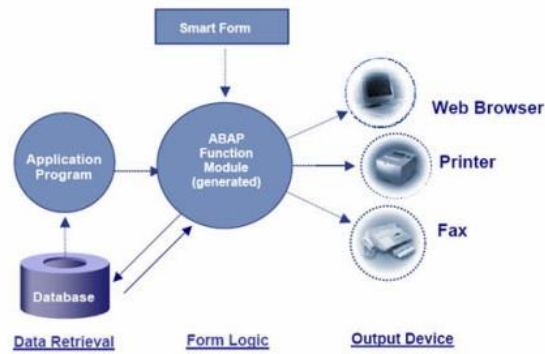 Smart Form
Web Browser
ABAP
Function
Module
(generated)
Application
Program
Printer
Fax
Database
Data Retrieval
Form Logic
Output Device